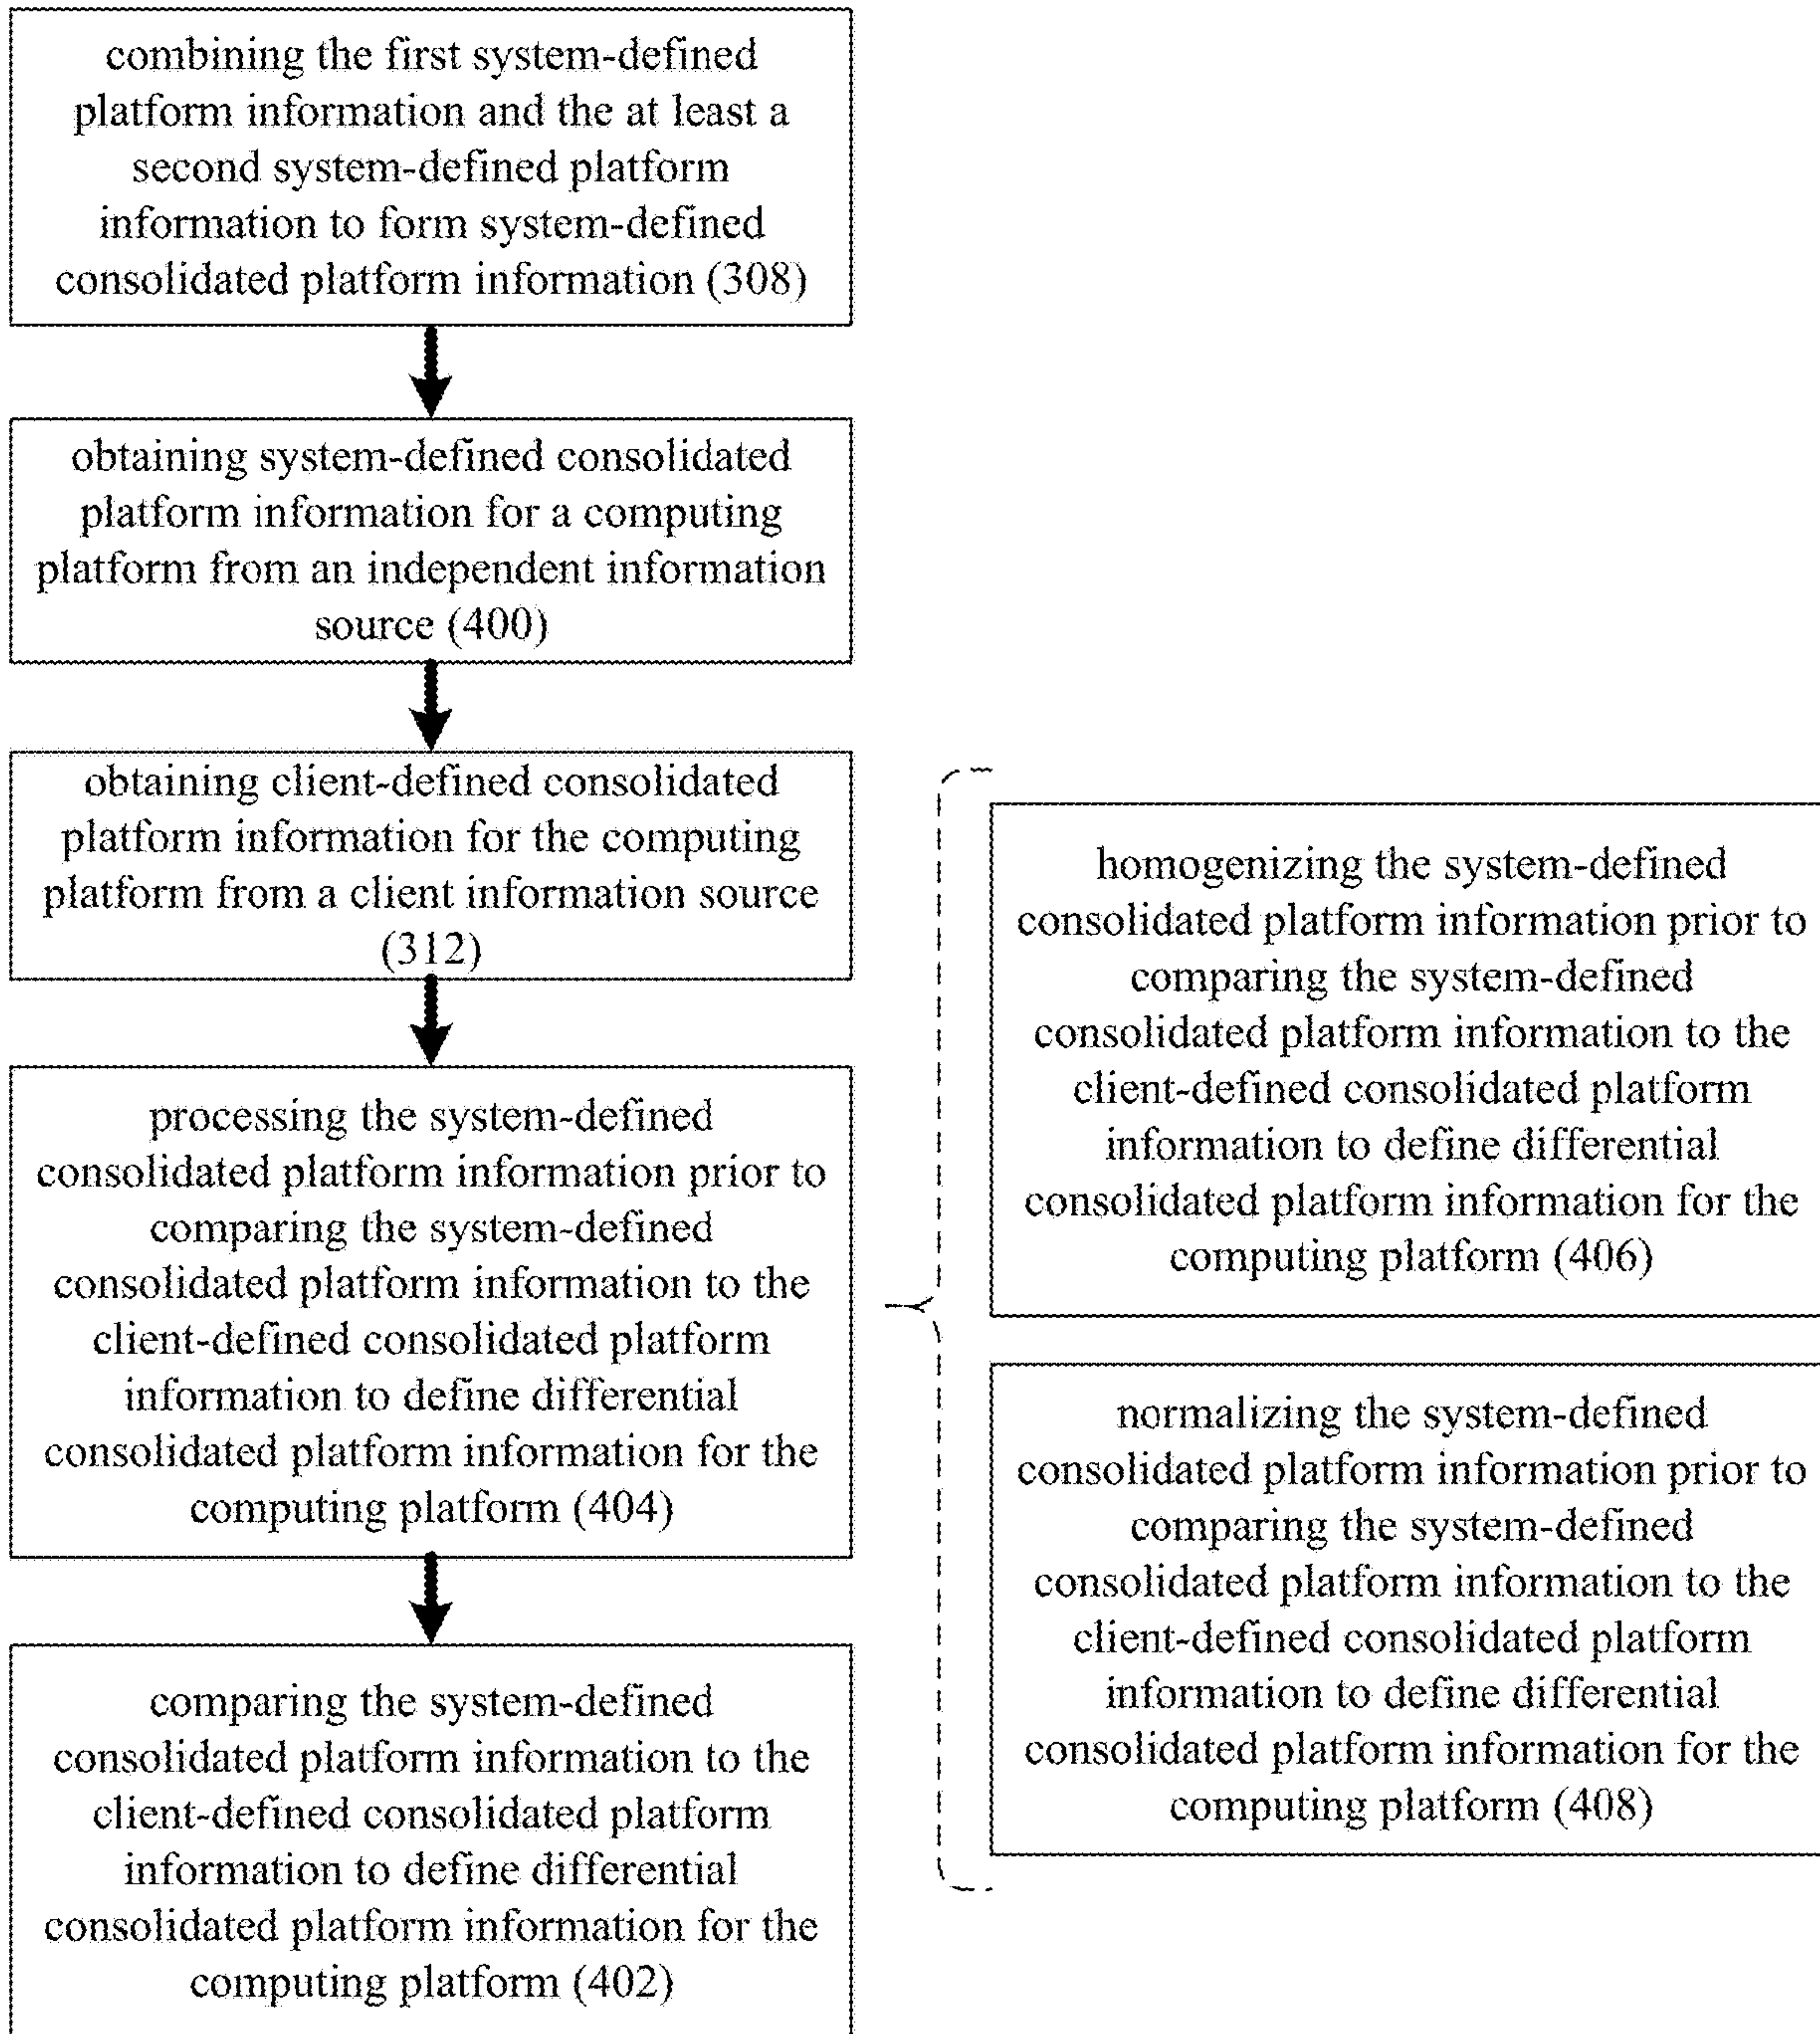 combining the first system-defined
platform information and the at least a
second system-defined platform
information to form system-defined
consolidated platform information (308)
obtaining system-defined consolidated
platform information for a computing
platform from an independent information
source (400)
obtaining client-defined consolidated
platform information for the computing
platform from a client information source
(312)
processing the system-defined
consolidated platform information prior to
comparing the system-defined
consolidated platform information to the
client-defined consolidated platform
information to define differential
consolidated platform information for the
computing platform (404)
comparing the system-defined
consolidated platform information to the
client-defined consolidated platform
information to define differential
consolidated platform information for the
computing platform (402)
homogenizing the system-defined
consolidated platform information prior to
comparing the system-defined
consolidated platform information to the
client-defined consolidated platform
information to define differential
consolidated platform information for the
computing platform (406)
normalizing the system-defined
consolidated platform information prior to
comparing the system-defined
consolidated platform information to the
client-defined consolidated platform
information to define differential
consolidated platform information for the
computing platform (408)